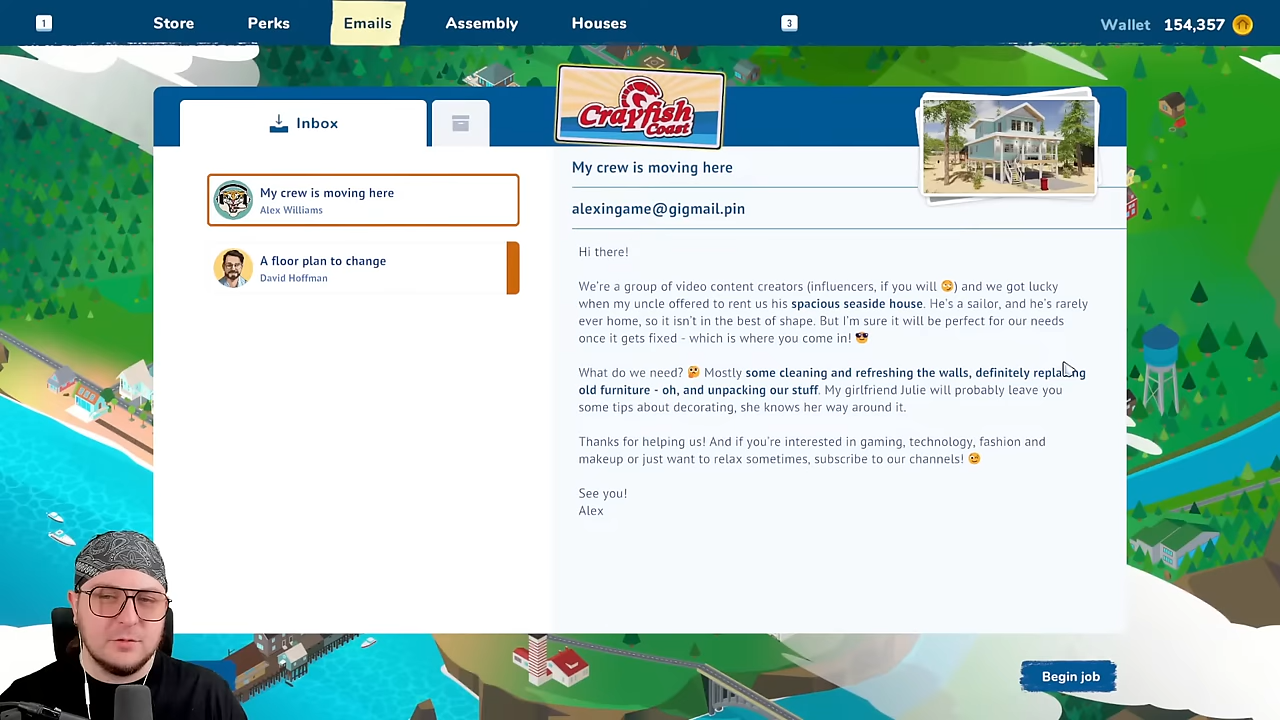 1 Store Perks Emails Assembly Houses 3 Wallet 154,357
Inbox
Crayfish
Coast
My crew is moving here
Alex Williams
A floor plan to change
David Hoffman
My crew is moving here
alexingame@gigmail.pin
Hi there!
We're a group of video content creators (influencers, if you will 🙄) and we got lucky
when my uncle offered to rent us his spacious seaside house. He's a sailor, and he's rarely
ever home, so it isn't in the best of shape. But I'm sure it will be perfect for our needs
once it gets fixed - which is where you come in! 😎
What do we need? 🤔 Mostly some cleaning and refreshing the walls, definitely replacing
old furniture - oh, and unpacking our stuff. My girlfriend Julie will probably leave you
some tips about decorating, she knows her way around it.
Thanks for helping us! And if you're interested in gaming, technology, fashion and
makeup or just want to relax sometimes, subscribe to our channels! 😉
See you!
Alex
Begin job